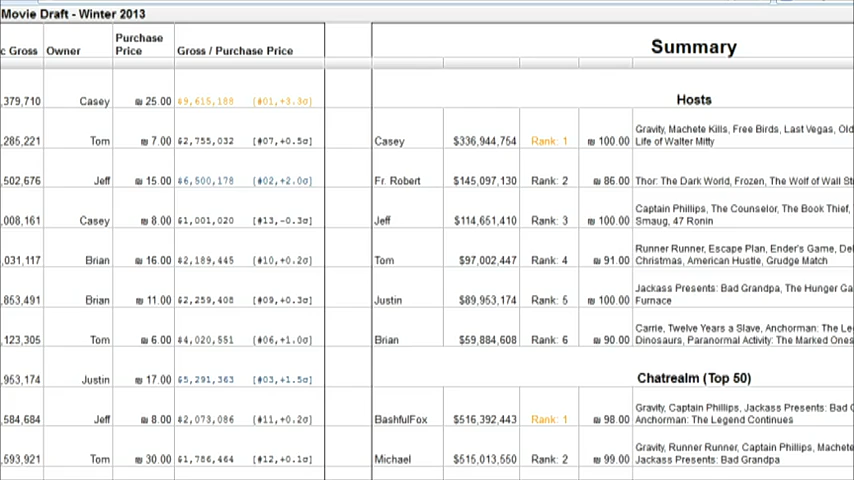 Movie Draft - Winter 2013
c Gross Owner Purchase Price Gross / Purchase Price
Summary
Hosts
,379,710 Casey ₪ 25.00 $9,615,188 [#01,+3.3σ]
,285,221 Tom ₪ 7.00 $2,755,032 [#07,+0.5σ]
,502,676 Jeff ₪ 15.00 $6,500,178 [#02,+2.0σ]
,008,161 Casey ₪ 8.00 $1,001,020 [#13,-0.3σ]
,031,117 Brian ₪ 16.00 $2,189,445 [#10,+0.2σ]
,853,491 Brian ₪ 11.00 $2,259,408 [#09,+0.3σ]
,123,305 Tom ₪ 6.00 $4,020,551 [#06,+1.0σ]
,953,174 Justin ₪ 17.00 $5,291,363 [#03,+1.5σ]
,584,684 Jeff ₪ 8.00 $2,073,086 [#11,+0.2σ]
,593,921 Tom ₪ 30.00 $1,786,464 [#12,+0.1σ]
Casey $336,944,754 Rank: 1 ₪ 100.00 Gravity, Machete Kills, Free Birds, Last Vegas, Old
Life of Walter Mitty
Fr. Robert $145,097,130 Rank: 2 ₪ 86.00 Thor: The Dark World, Frozen, The Wolf of Wall St
Jeff $114,651,410 Rank: 3 ₪ 100.00 Captain Phillips, The Counselor, The Book Thief,
Smaug, 47 Ronin
Tom $97,002,447 Rank: 4 ₪ 91.00 Runner Runner, Escape Plan, Ender's Game, Del
Christmas, American Hustle, Grudge Match
Justin $89,953,174 Rank: 5 ₪ 100.00 Jackass Presents: Bad Grandpa, The Hunger Ga
Furnace
Brian $59,884,608 Rank: 6 ₪ 90.00 Carrie, Twelve Years a Slave, Anchorman: The Le
Dinosaurs, Paranormal Activity: The Marked Ones
Chatrealm (Top 50)
BashfulFox $516,392,443 Rank: 1 ₪ 98.00 Gravity, Captain Phillips, Jackass Presents: Bad G
Anchorman: The Legend Continues
Michael $515,013,550 Rank: 2 ₪ 99.00 Gravity, Runner Runner, Captain Phillips, Machete
Jackass Presents: Bad Grandpa